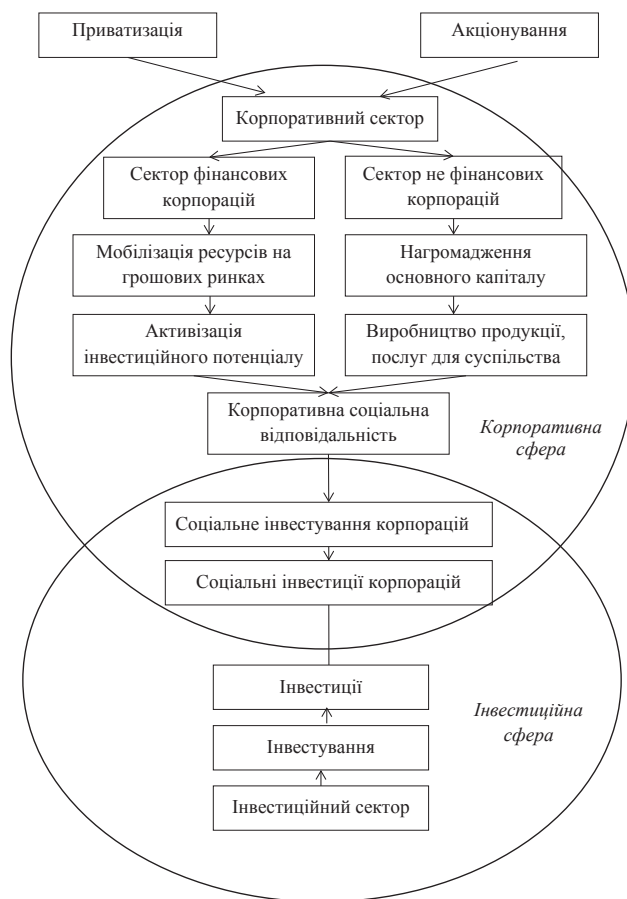 Приватизація
Акціонування
Корпоративний сектор
Сектор фінансових
корпорацій
Сектор не фінансових
корпорацій
Мобілізація ресурсів на
грошових ринках
Нагромадження
основного капіталу
Активізація
інвестиційного потенціалу
Виробництво продукції,
послуг для суспільства
Корпоративна соціальна
відповідальність
Корпоративна
сфера
Соціальне інвестування корпорацій
Соціальні інвестиції корпорацій
Інвестиції
Інвестиційна
сфера
Інвестування
Інвестиційний сектор